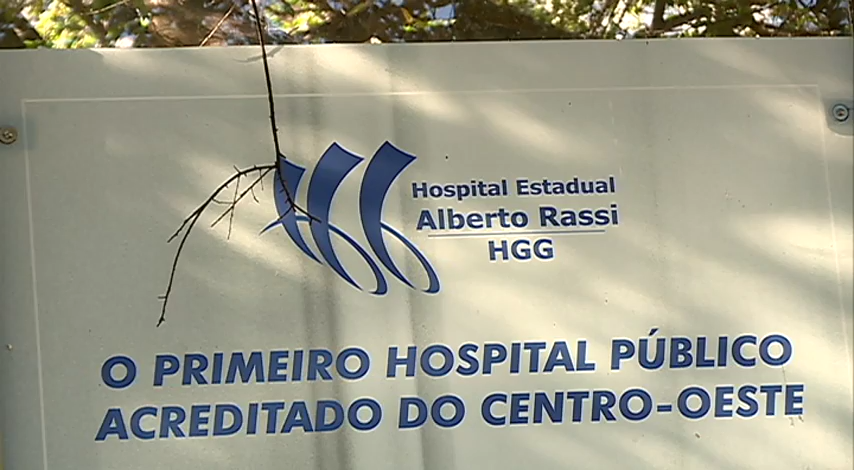 Hospital Estadual
Alberto Rassi
HGG
O PRIMEIRO HOSPITAL PÚBLICO
ACREDITADO DO CENTRO-OESTE